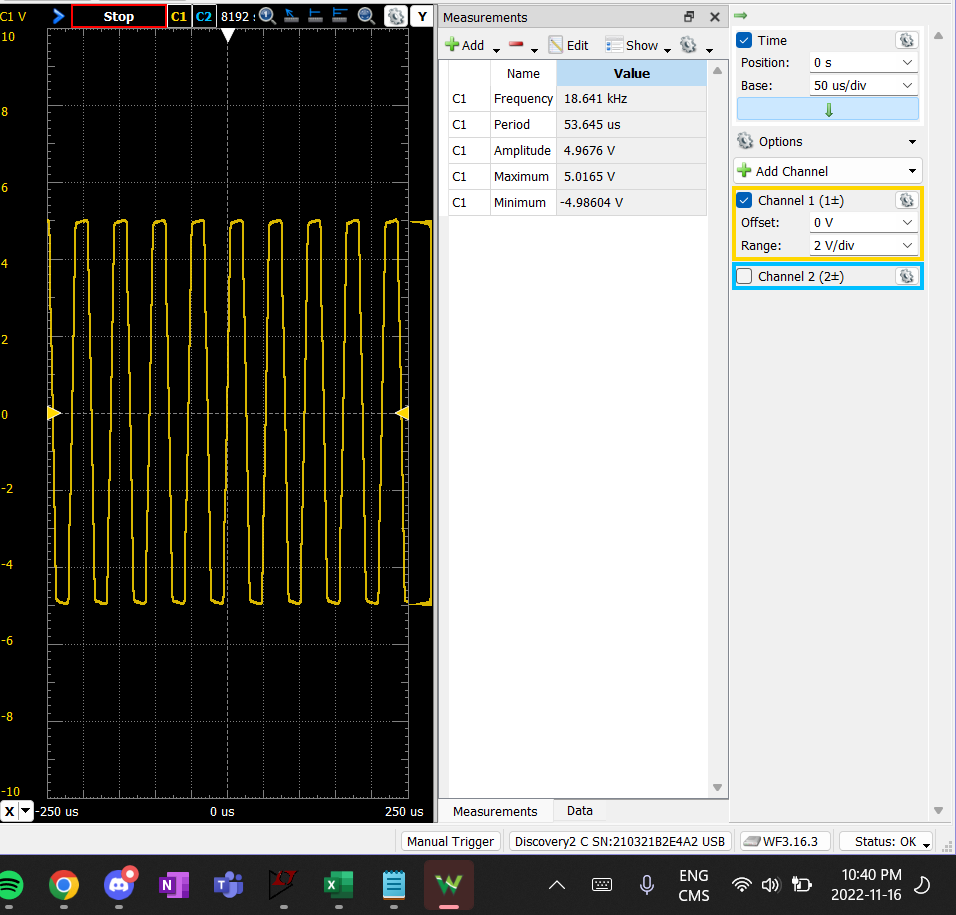 C1 V
Stop
C1 C2 8192 :
Y
10
8
6
4
2
0
-2
-4
-6
-8
-10
X
-250 us 0 us 250 us
Measurements
Add Edit Show
Name Value
C1 Frequency 18.641 kHz
C1 Period 53.645 us
C1 Amplitude 4.9676 V
C1 Maximum 5.0165 V
C1 Minimum -4.98604 V
Measurements Data
Time
Position: 0 s
Base: 50 us/div
Options
Add Channel
Channel 1 (1±)
Offset: 0 V
Range: 2 V/div
Channel 2 (2±)
Manual Trigger Discovery2 C SN:210321B2E4A2 USB WF3.16.3 Status: OK
N
T
X
W
ENG
CMS
10:40 PM
2022-11-16